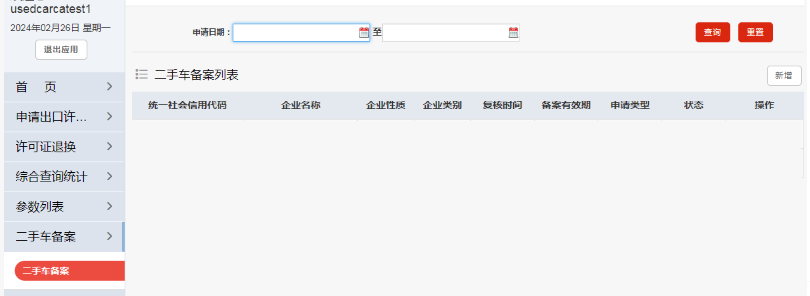 usedcarcatest1
2024年02月26日 星期一
退出应用
首 页
申请出口许...
许可证退换
综合查询统计
参数列表
二手车备案
二手车备案
申请日期： 至
查询 重置
二手车备案列表
新增
统一社会信用代码 企业名称 企业性质 企业类别 复核时间 备案有效期 申请类型 状态 操作